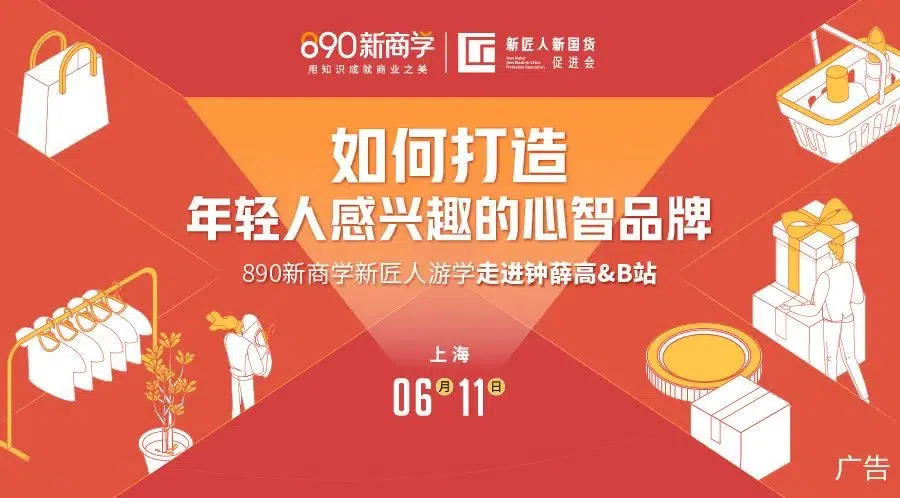 890新商学
用知识成就商业之美
新匠人新国货
促进会
如何打造
年轻人感兴趣的心智品牌
890新商学新匠人游学走进钟薛高&B站
上海
06月11日
广告